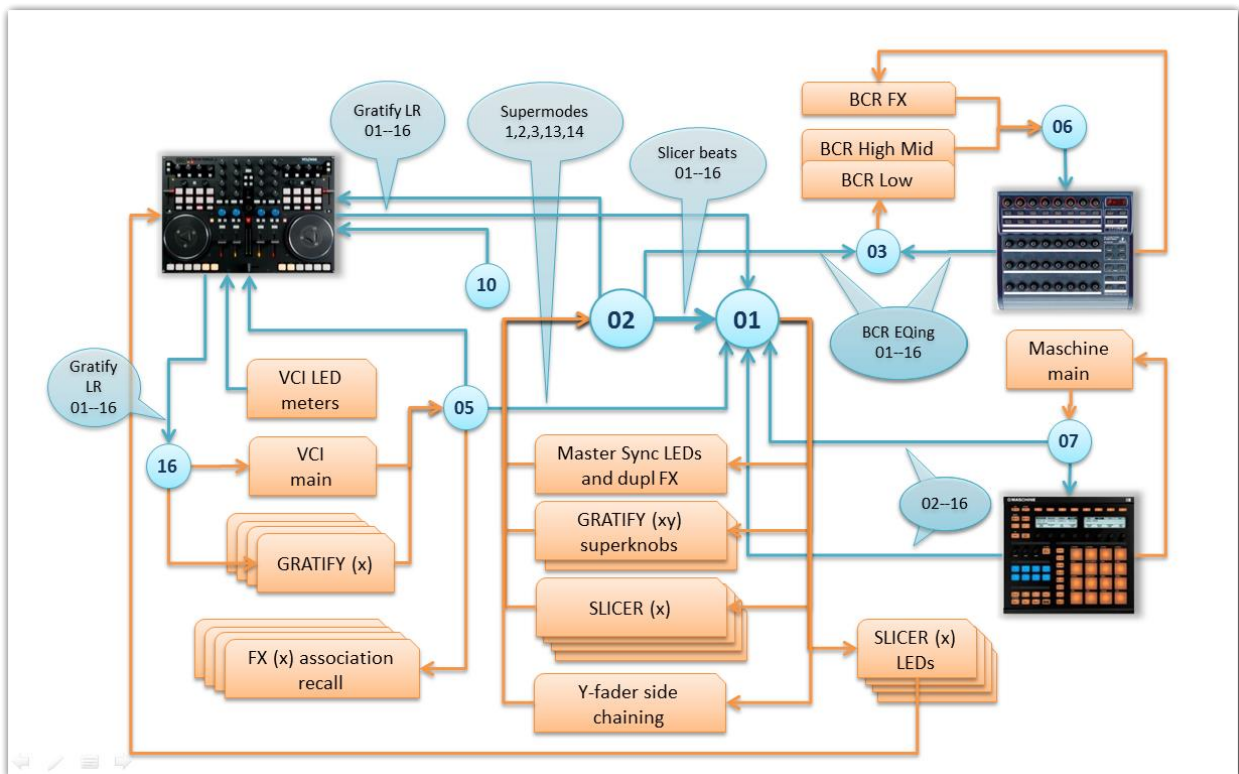 Gratify LR
01--16
Supermodes
1,2,3,13,14
Slicer beats
01--16
BCR FX
06
BCR High Mid
BCR Low
03
10
02
01
BCR EQing
01--16
Maschine
main
Gratify
LR
01--16
VCI LED
meters
05
07
16
VCI
main
Master Sync LEDs
and dupl FX
02--16
MASCHINE
GRATIFY (x)
GRATIFY (xy)
superknobs
SLICER (x)
FX (x) association
recall
SLICER (x)
LEDs
Y-fader side
chaining